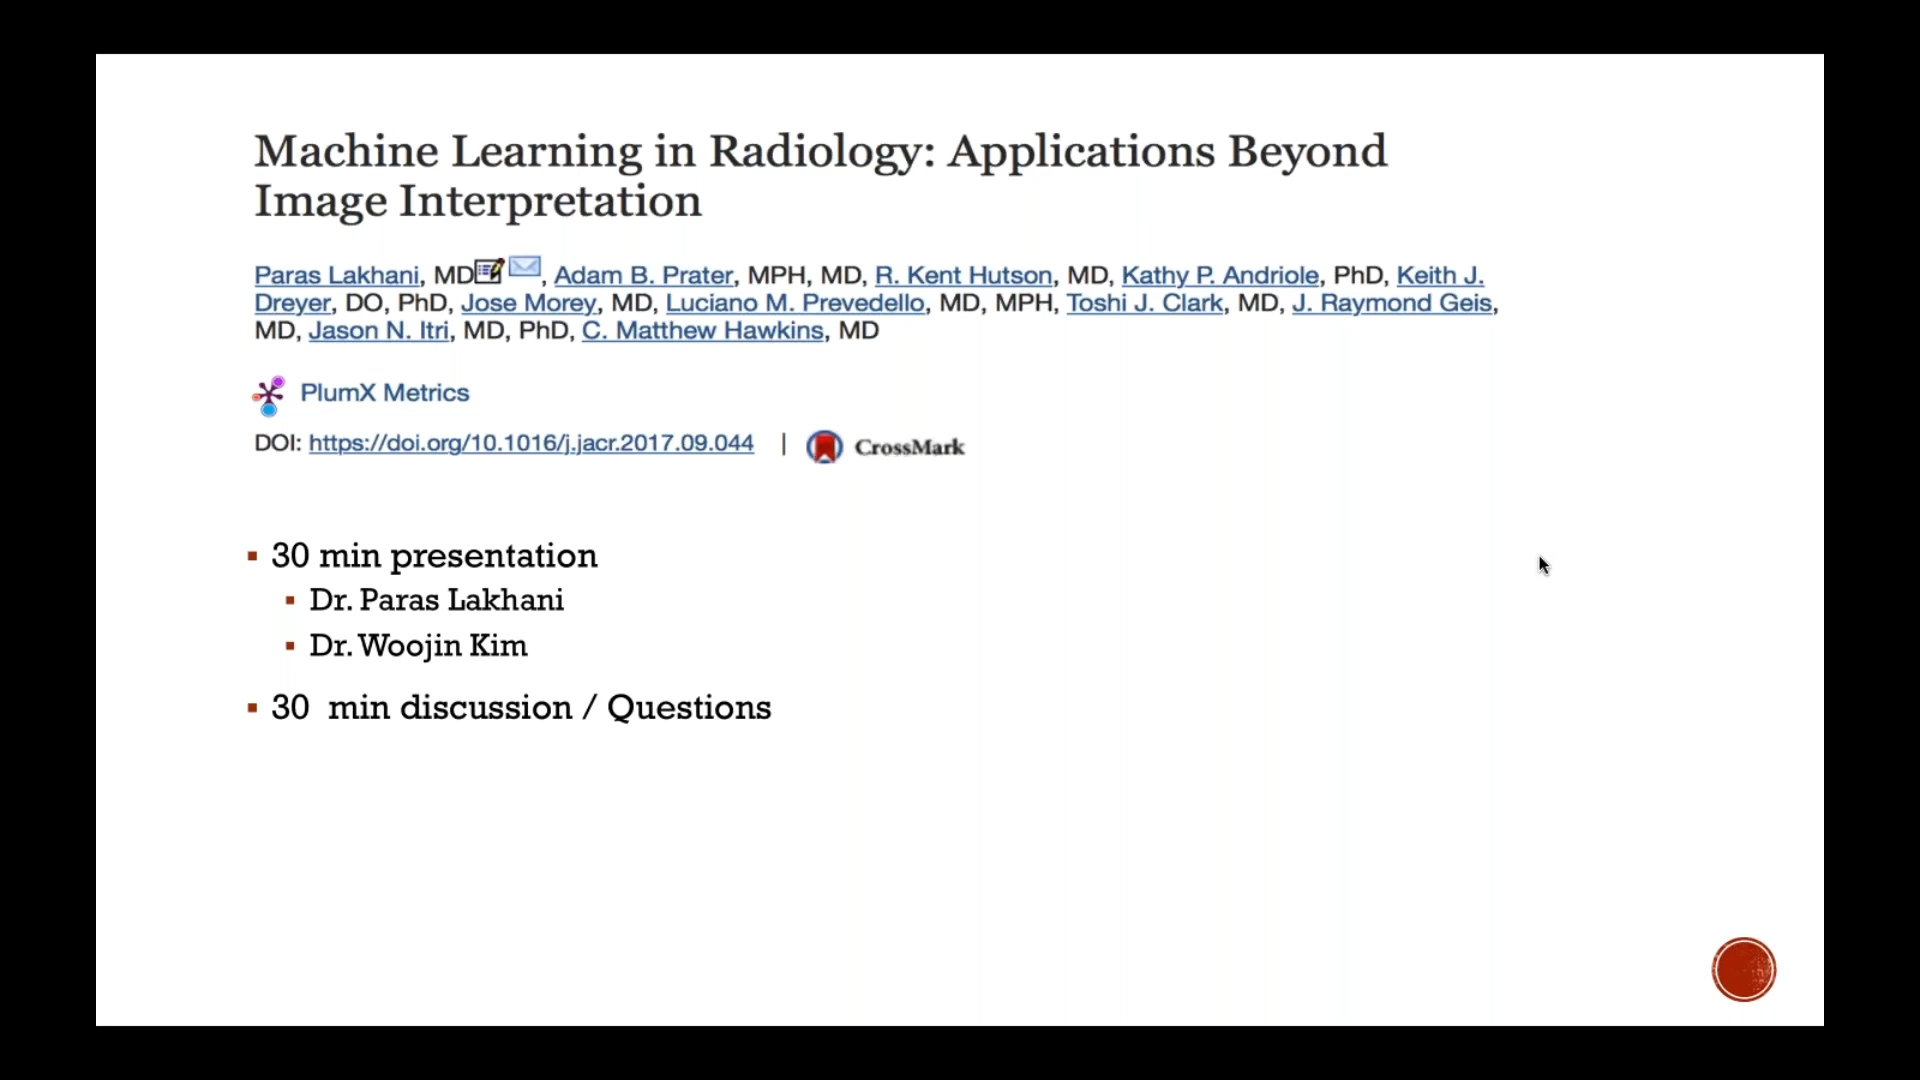 Machine Learning in Radiology: Applications Beyond
Image Interpretation
Paras Lakhani, MD, Adam B. Prater, MPH, MD, R. Kent Hutson, MD, Kathy P. Andriole, PhD, Keith J.
Dreyer, DO, PhD, Jose Morey, MD, Luciano M. Prevedello, MD, MPH, Toshi J. Clark, MD, J. Raymond Geis,
MD, Jason N. Itri, MD, PhD, C. Matthew Hawkins, MD
PlumX Metrics
DOI: https://doi.org/10.1016/j.jacr.2017.09.044 | CrossMark
30 min presentation
Dr. Paras Lakhani
Dr. Woojin Kim
30 min discussion / Questions